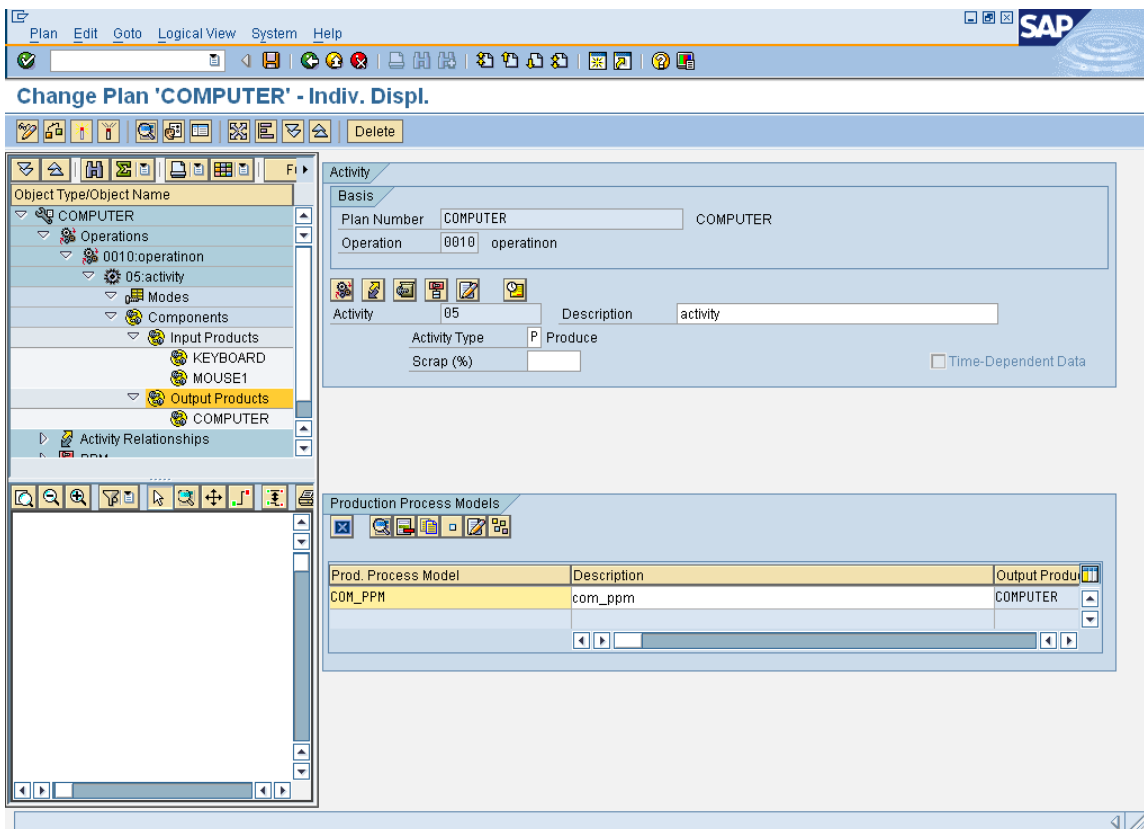 Plan Edit Goto Logical View System Help
SAP
Change Plan 'COMPUTER' - Indiv. Displ.
Delete
Object Type/Object Name
COMPUTER
Operations
0010:operatinon
05:activity
Modes
Components
Input Products
KEYBOARD
MOUSE1
Output Products
COMPUTER
Activity Relationships
Activity
Basis
Plan Number COMPUTER COMPUTER
Operation 0010 operatinon
Activity 05 Description activity
Activity Type P Produce
Scrap (%) Time-Dependent Data
Production Process Models
Prod. Process Model Description Output Produ
COM_PPM com_ppm COMPUTER